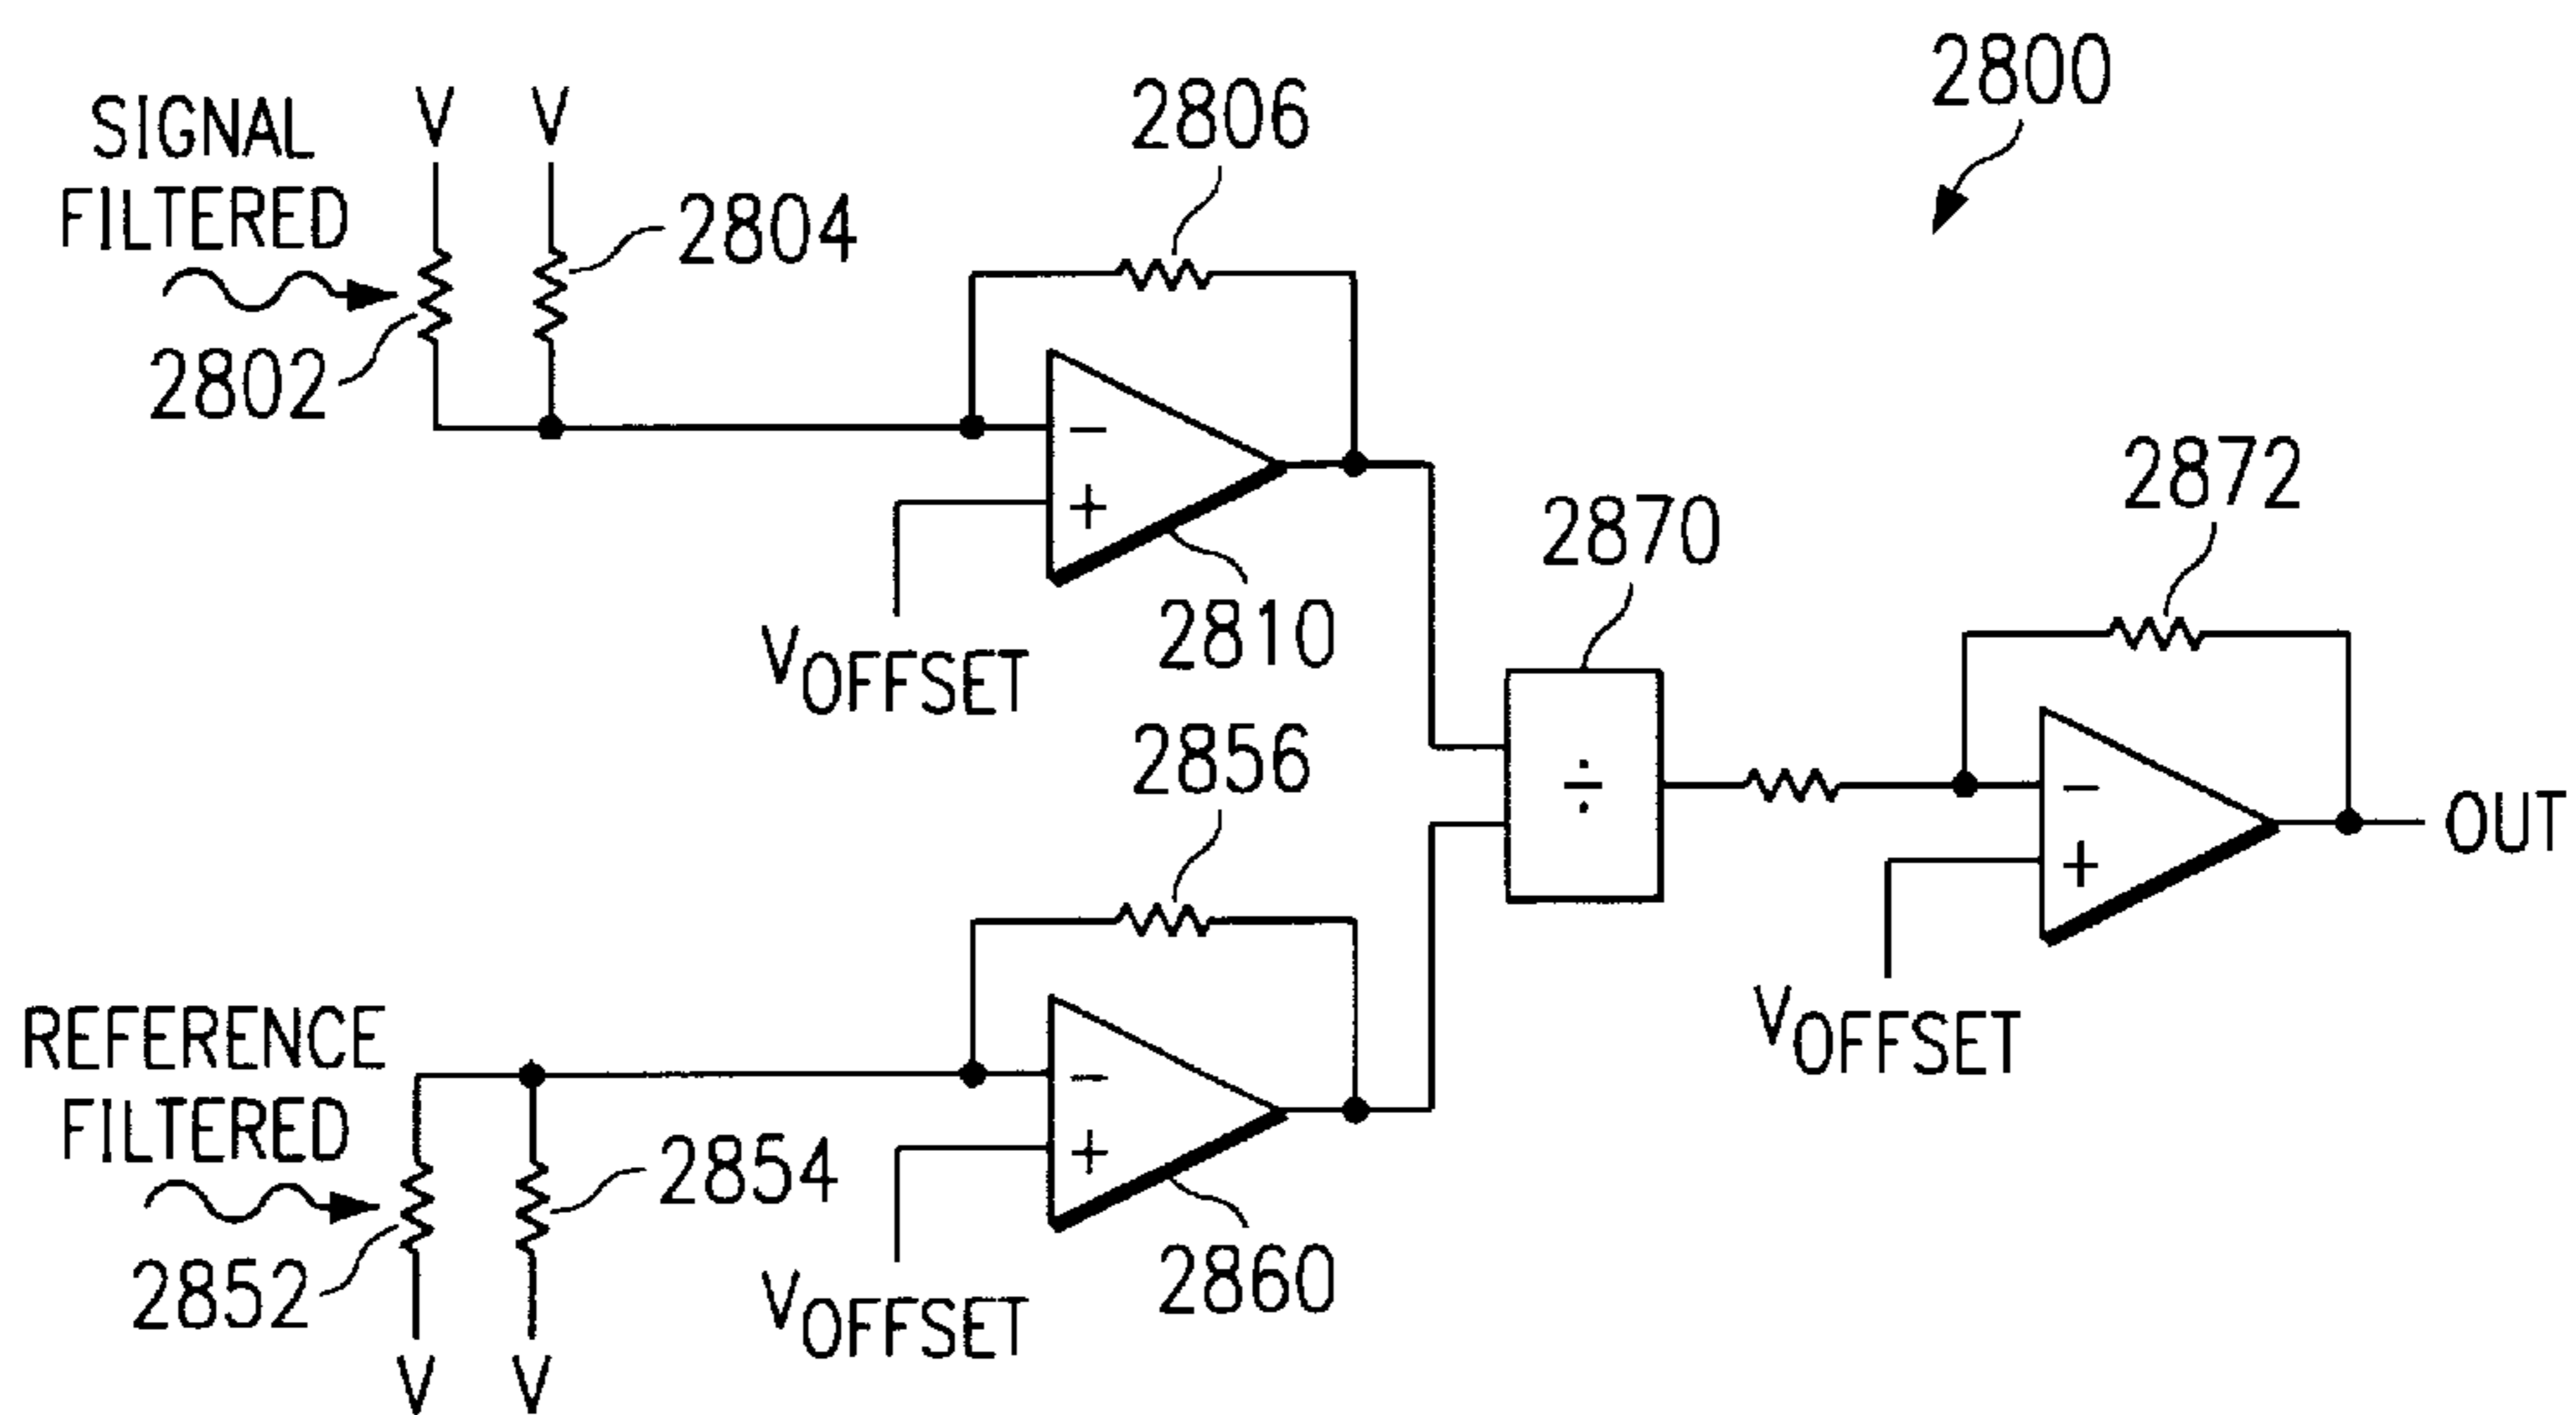 2800
SIGNAL
FILTERED
V
V
2802
2804
2806
-
+
2810
VOFFSET
2870
÷
2872
-
+
OUT
VOFFSET
2856
REFERENCE
FILTERED
2852
2854
V
V
-
+
2860
VOFFSET